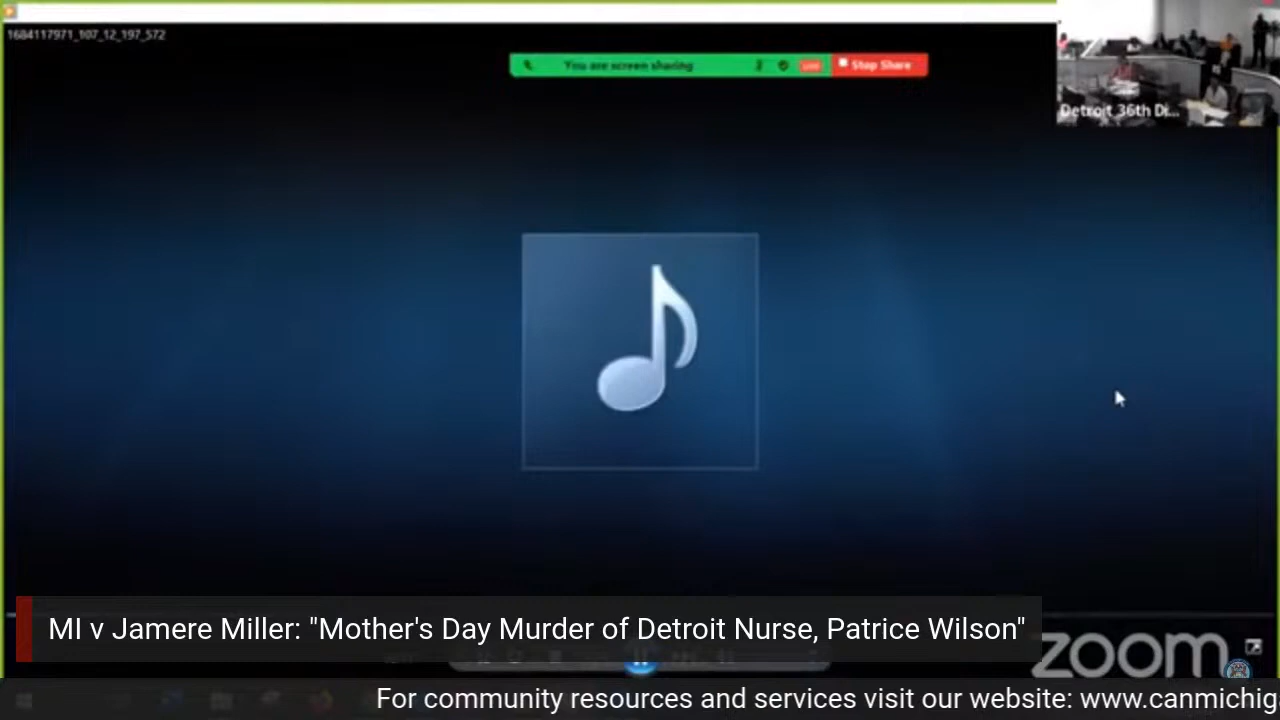 1684117971_107_12_197_572
You are screen sharing
Stop Share
Detroit 36th Di...
MI v Jamere Miller: "Mother's Day Murder of Detroit Nurse, Patrice Wilson"
zoom
For community resources and services visit our website: www.canmichig